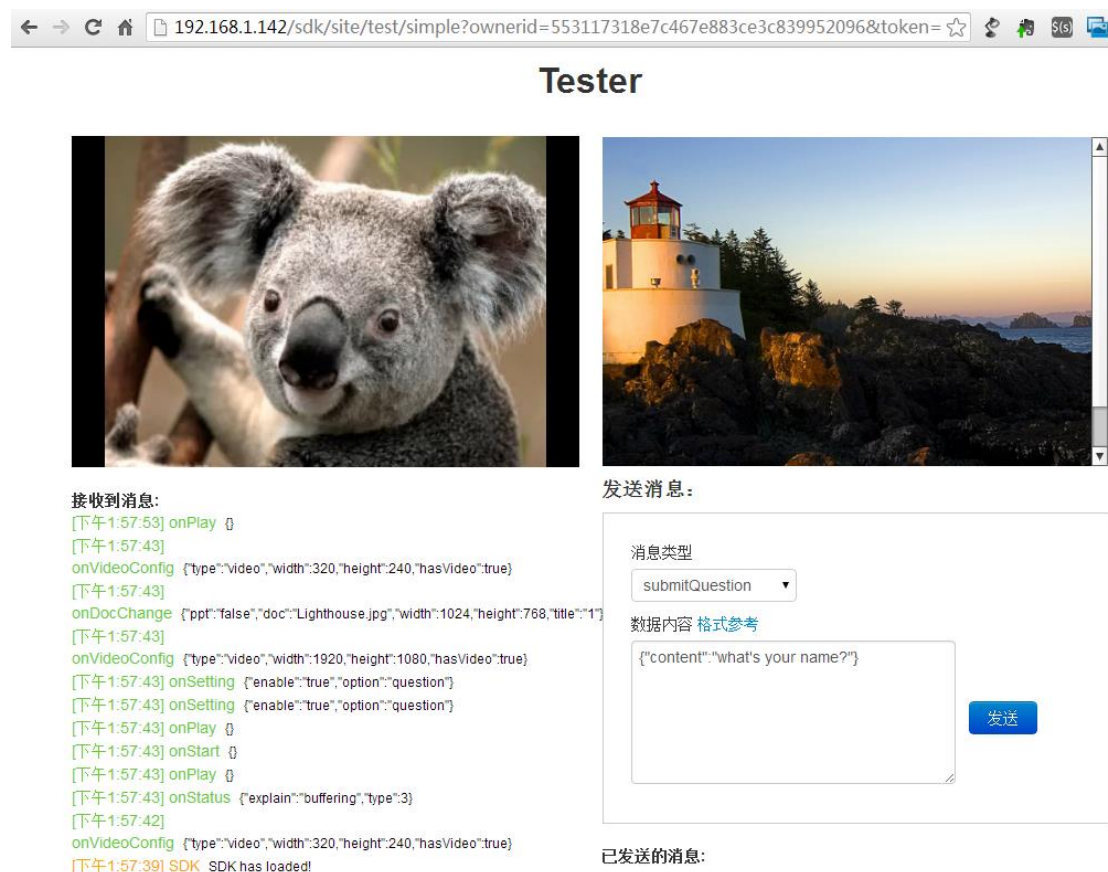 192.168.1.142/sdk/site/test/simple?ownerid=553117318e7c467e883ce3c839952096&token=
S(s)
Tester
接收到消息:
[下午1:57:53] onPlay {}
[下午1:57:43]
onVideoConfig {"type":"video","width":320,"height":240,"hasVideo":true}
[下午1:57:43]
onDocChange {"ppt":"false","doc":"Lighthouse.jpg","width":1024,"height":768,"title":"1"}
[下午1:57:43]
onVideoConfig {"type":"video","width":1920,"height":1080,"hasVideo":true}
[下午1:57:43] onSetting {"enable":"true","option":"question"}
[下午1:57:43] onSetting {"enable":"true","option":"question"}
[下午1:57:43] onPlay {}
[下午1:57:43] onStart {}
[下午1:57:43] onPlay {}
[下午1:57:43] onStatus {"explain":"buffering","type":3}
[下午1:57:42]
onVideoConfig {"type":"video","width":320,"height":240,"hasVideo":true}
[下午1:57:39] SDK SDK has loaded!
发送消息：
消息类型
submitQuestion
数据内容 格式参考
{"content":"what's your name?"}
发送
已发送的消息: